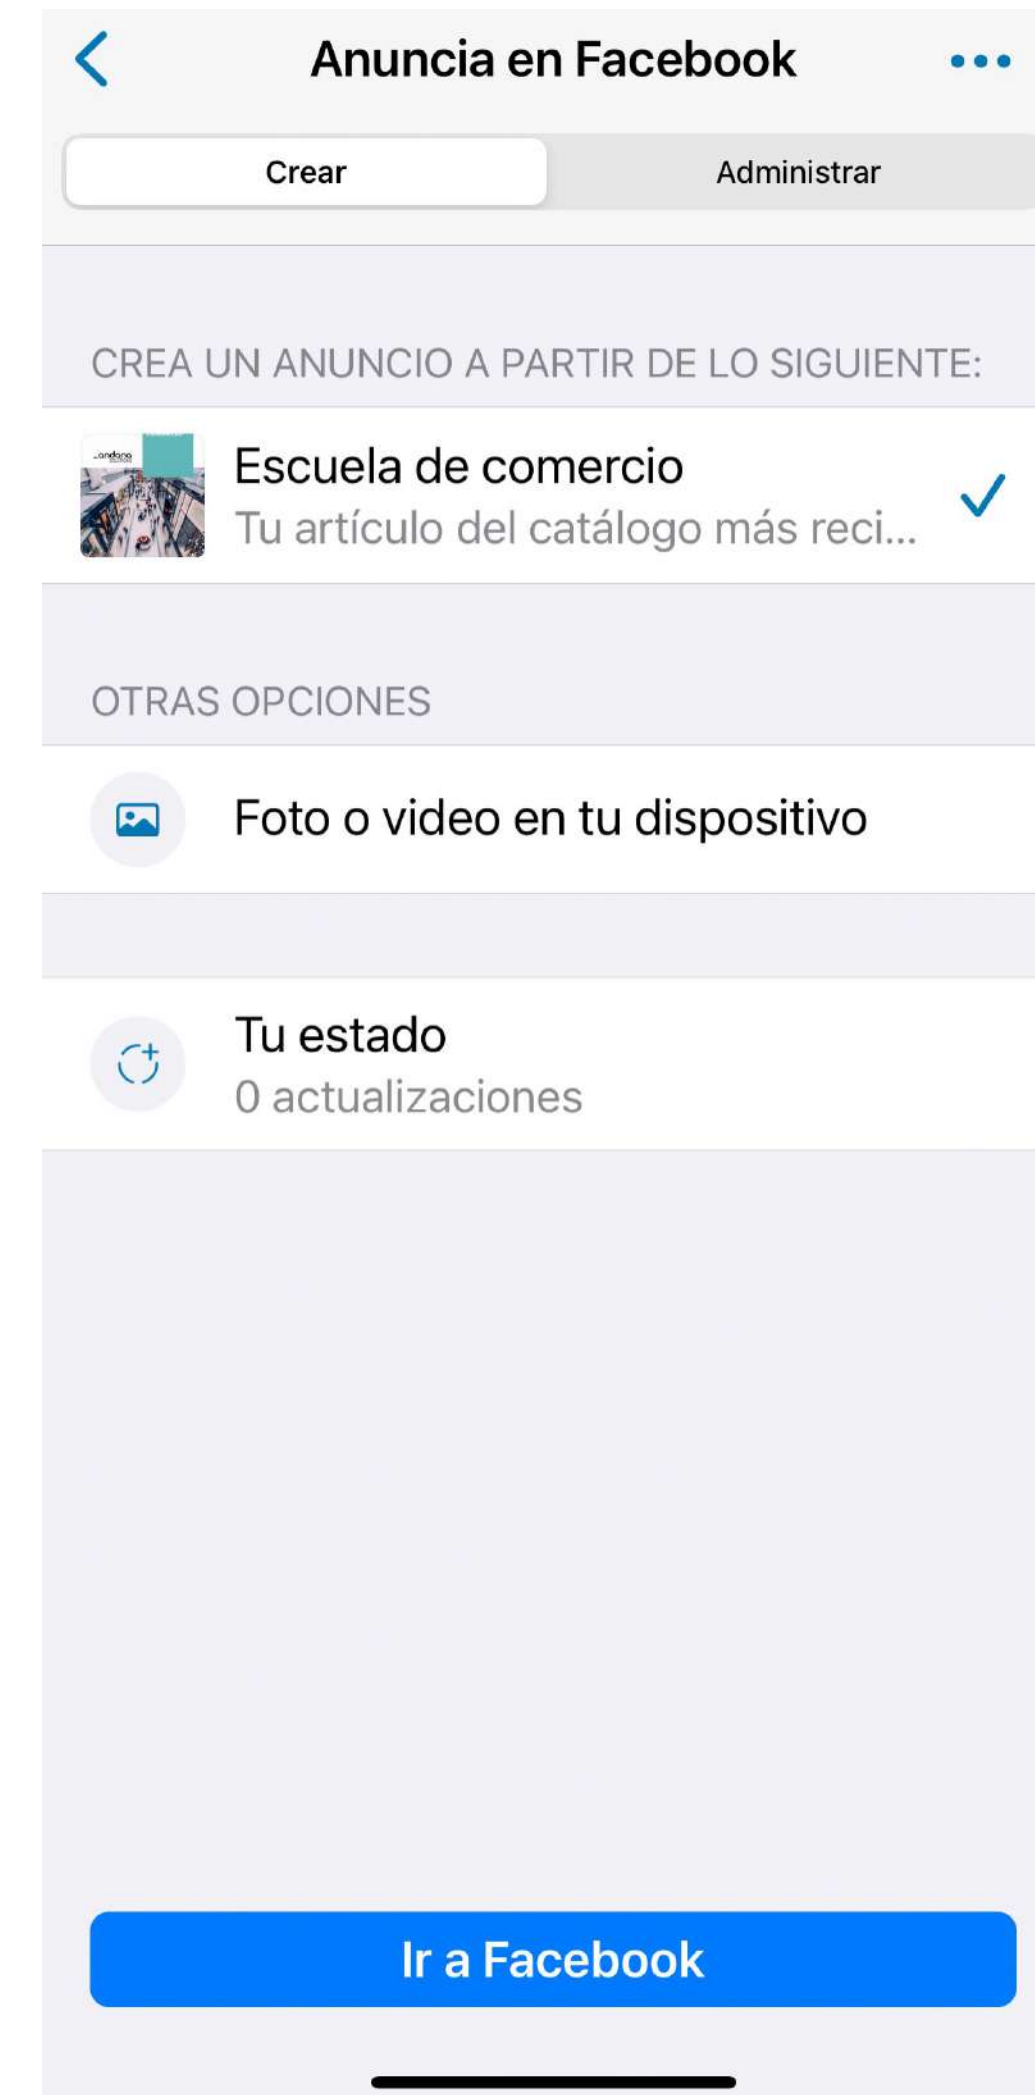 Anuncia en Facebook
Crear
Administrar
CREA UN ANUNCIO A PARTIR DE LO SIGUIENTE:
_andana
Escuela de comercio
Tu artículo del catálogo más reci...
OTRAS OPCIONES
Foto o video en tu dispositivo
Tu estado
0 actualizaciones
Ir a Facebook